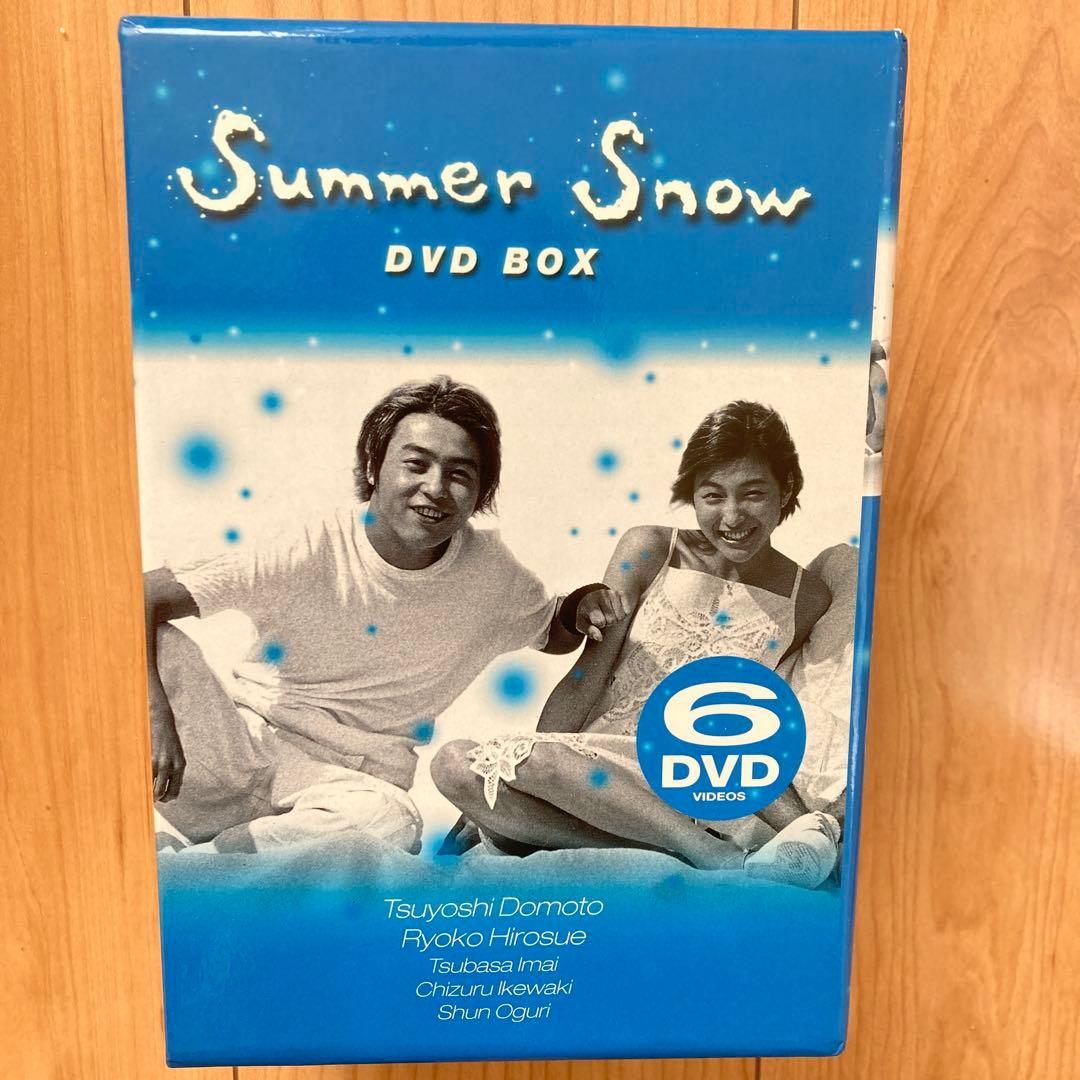 Summer Snow
DVD BOX
6
DVD
VIDEOS
Tsuyoshi Domoto
Ryoko Hirosue
Tsubasa Imai
Chizuru Ikewaki
Shun Oguri